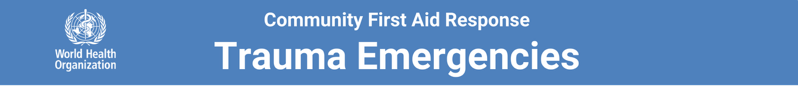 World Health
Organization
Community First Aid Response
Trauma Emergencies